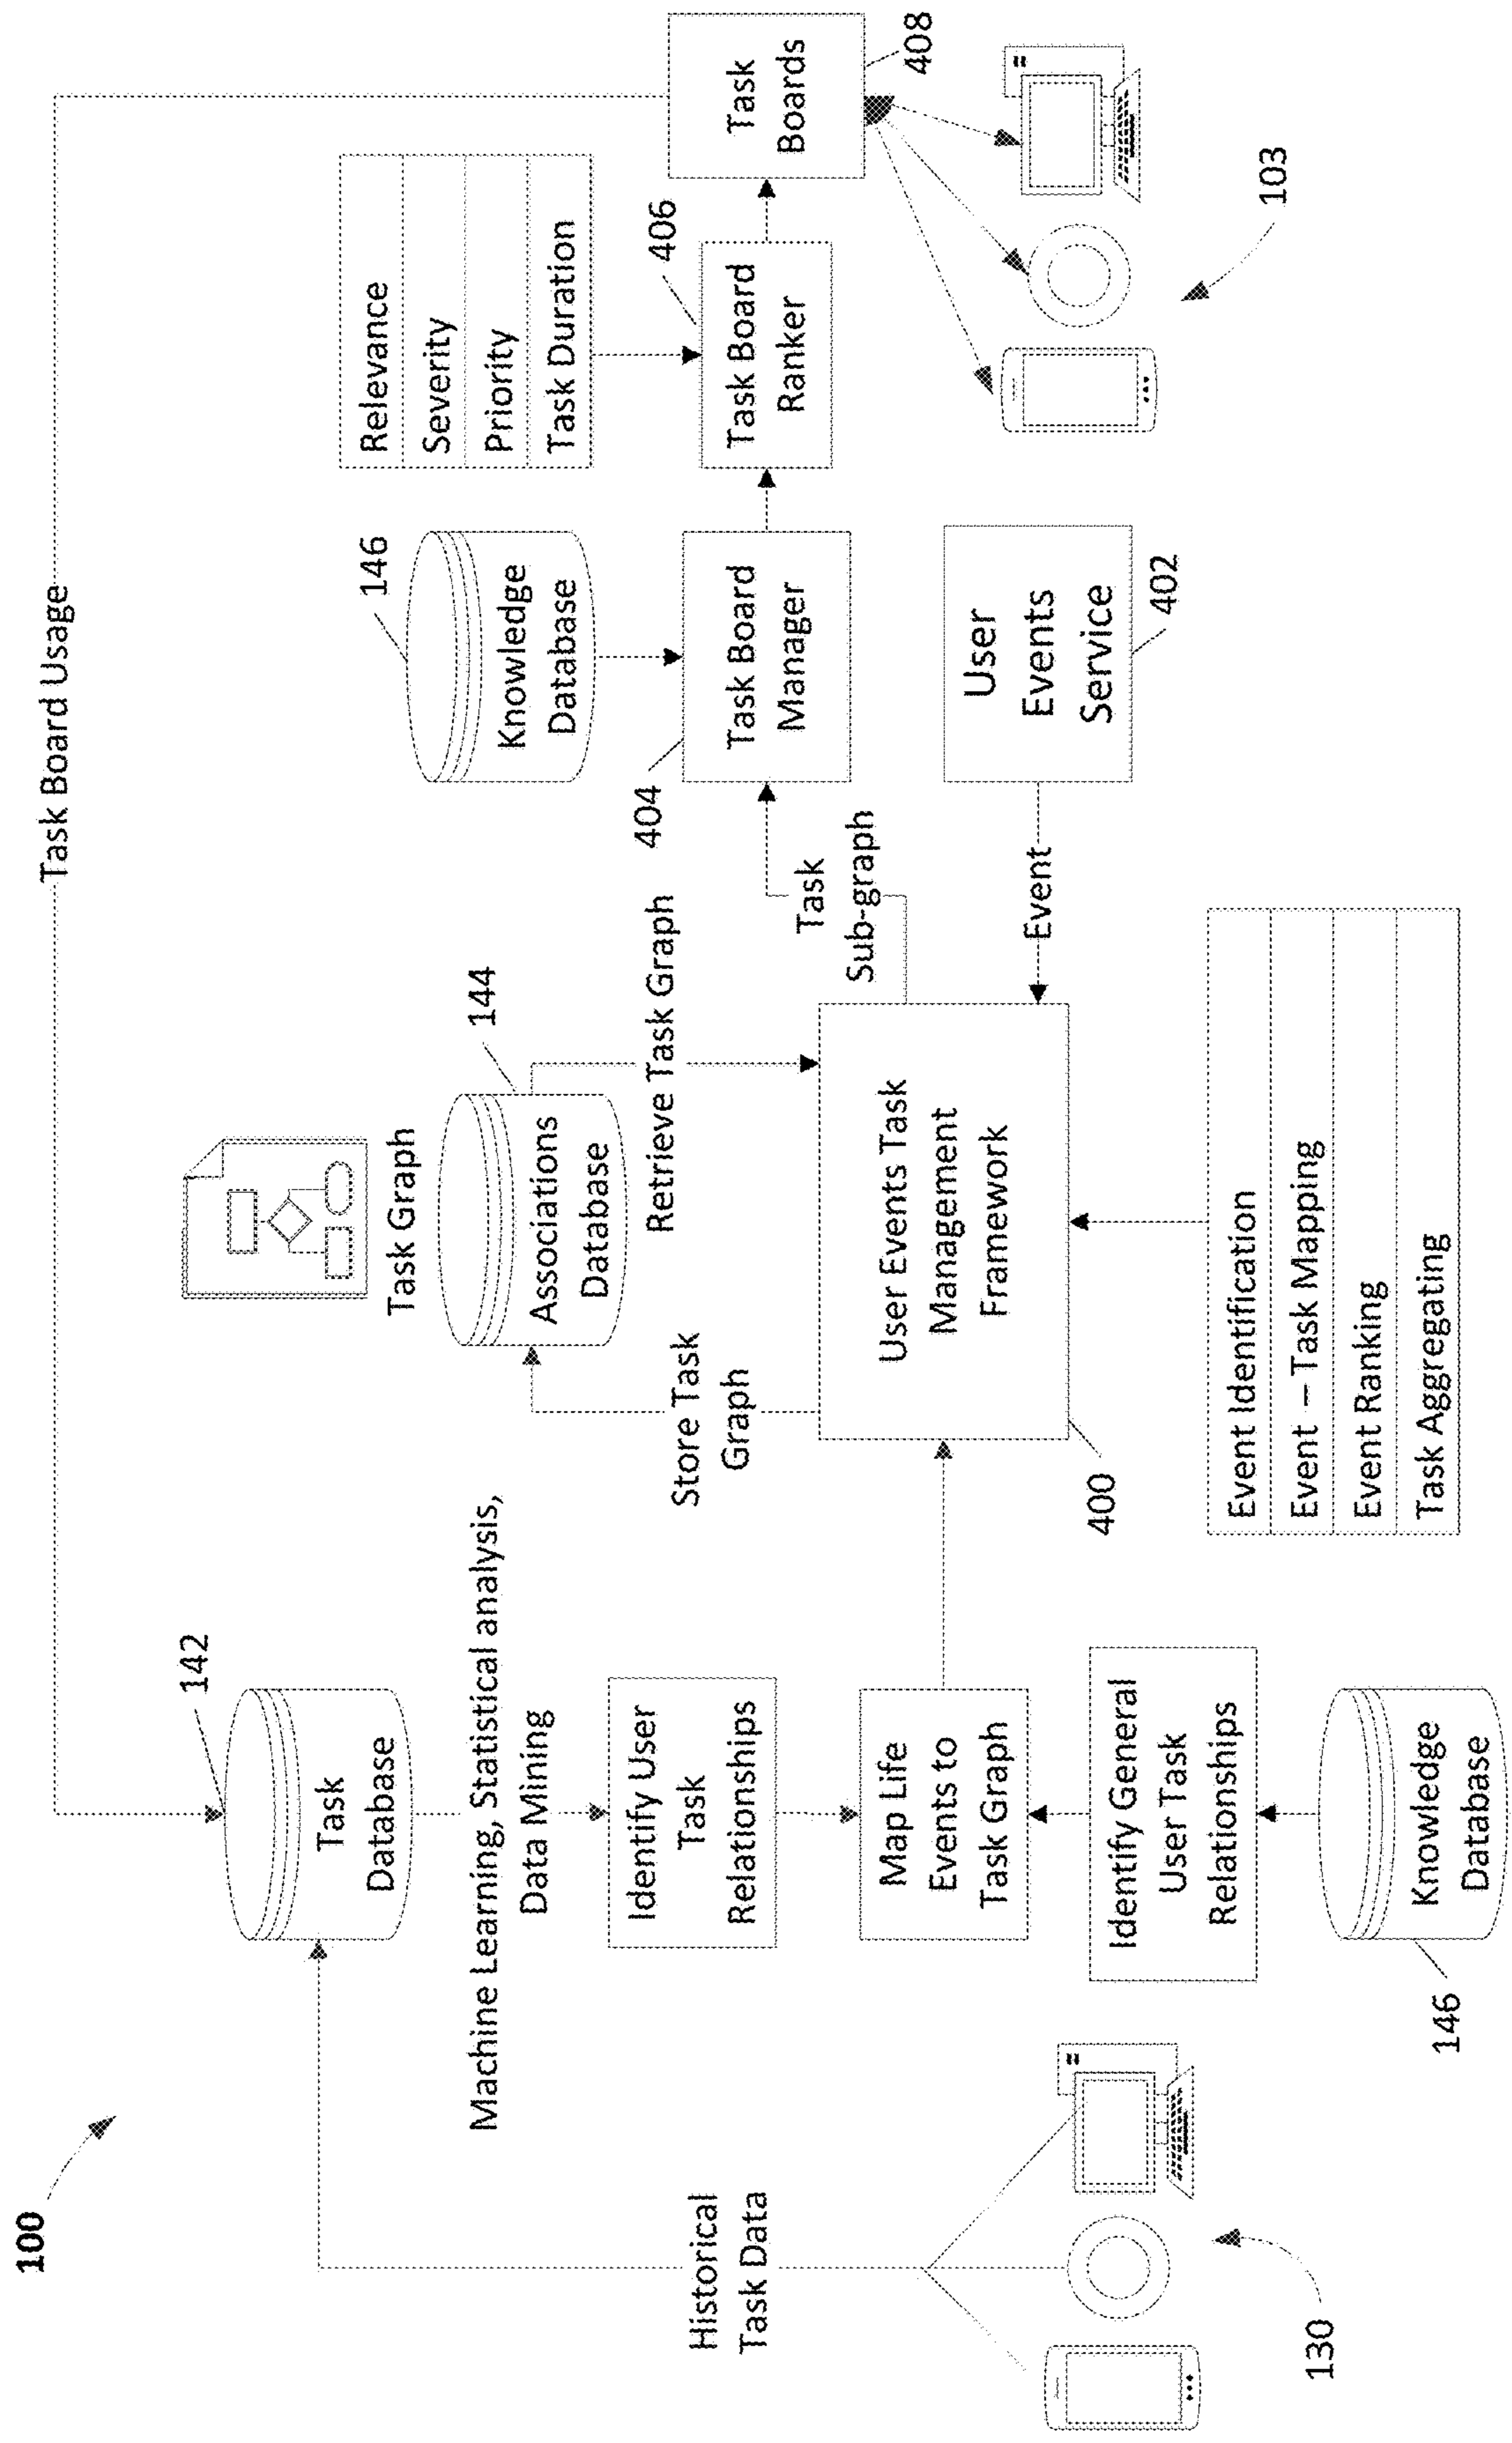 100
Task Board Usage
142
Task
Database
Historical
Task Data
130
Machine Learning, Statistical analysis,
Data Mining
Identify User
Task
Relationships
Map Life
Events to
Task Graph
Identify General
User Task
Relationships
Knowledge
Database
146
Task Graph
144
Associations
Database
Store Task
Graph
Retrieve Task Graph
User Events Task
Management
Framework
400
Event Identification
Event – Task Mapping
Event Ranking
Task Aggregating
Task
Sub-graph
Event
User
Events
Service
402
146
Knowledge
Database
404
Task Board
Manager
Relevance
Severity
Priority
Task Duration
406
Task Board
Ranker
Task
Boards
408
103